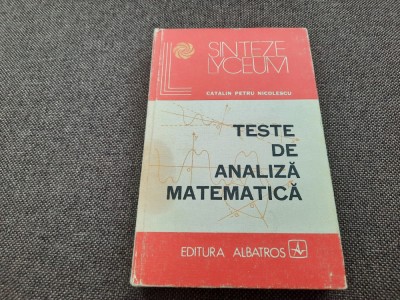 SINTEZE
LYCEUM
CATALIN PETRU NICOLESCU
TESTE
DE
ANALIZĂ
MATEMATICĂ
EDITURA ALBATROS